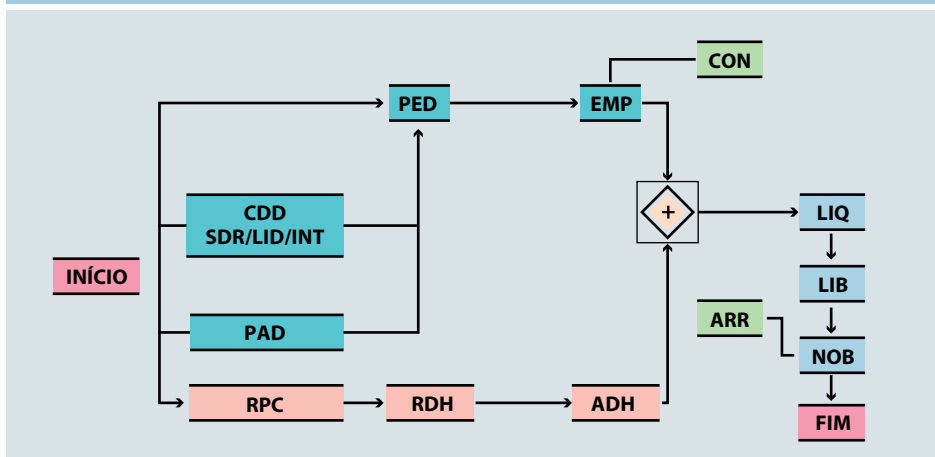 CON
PED
EMP
CDD
SDR/LID/INT
+
LIQ
INÍCIO
LIB
PAD
ARR
NOB
RPC
RDH
ADH
FIM